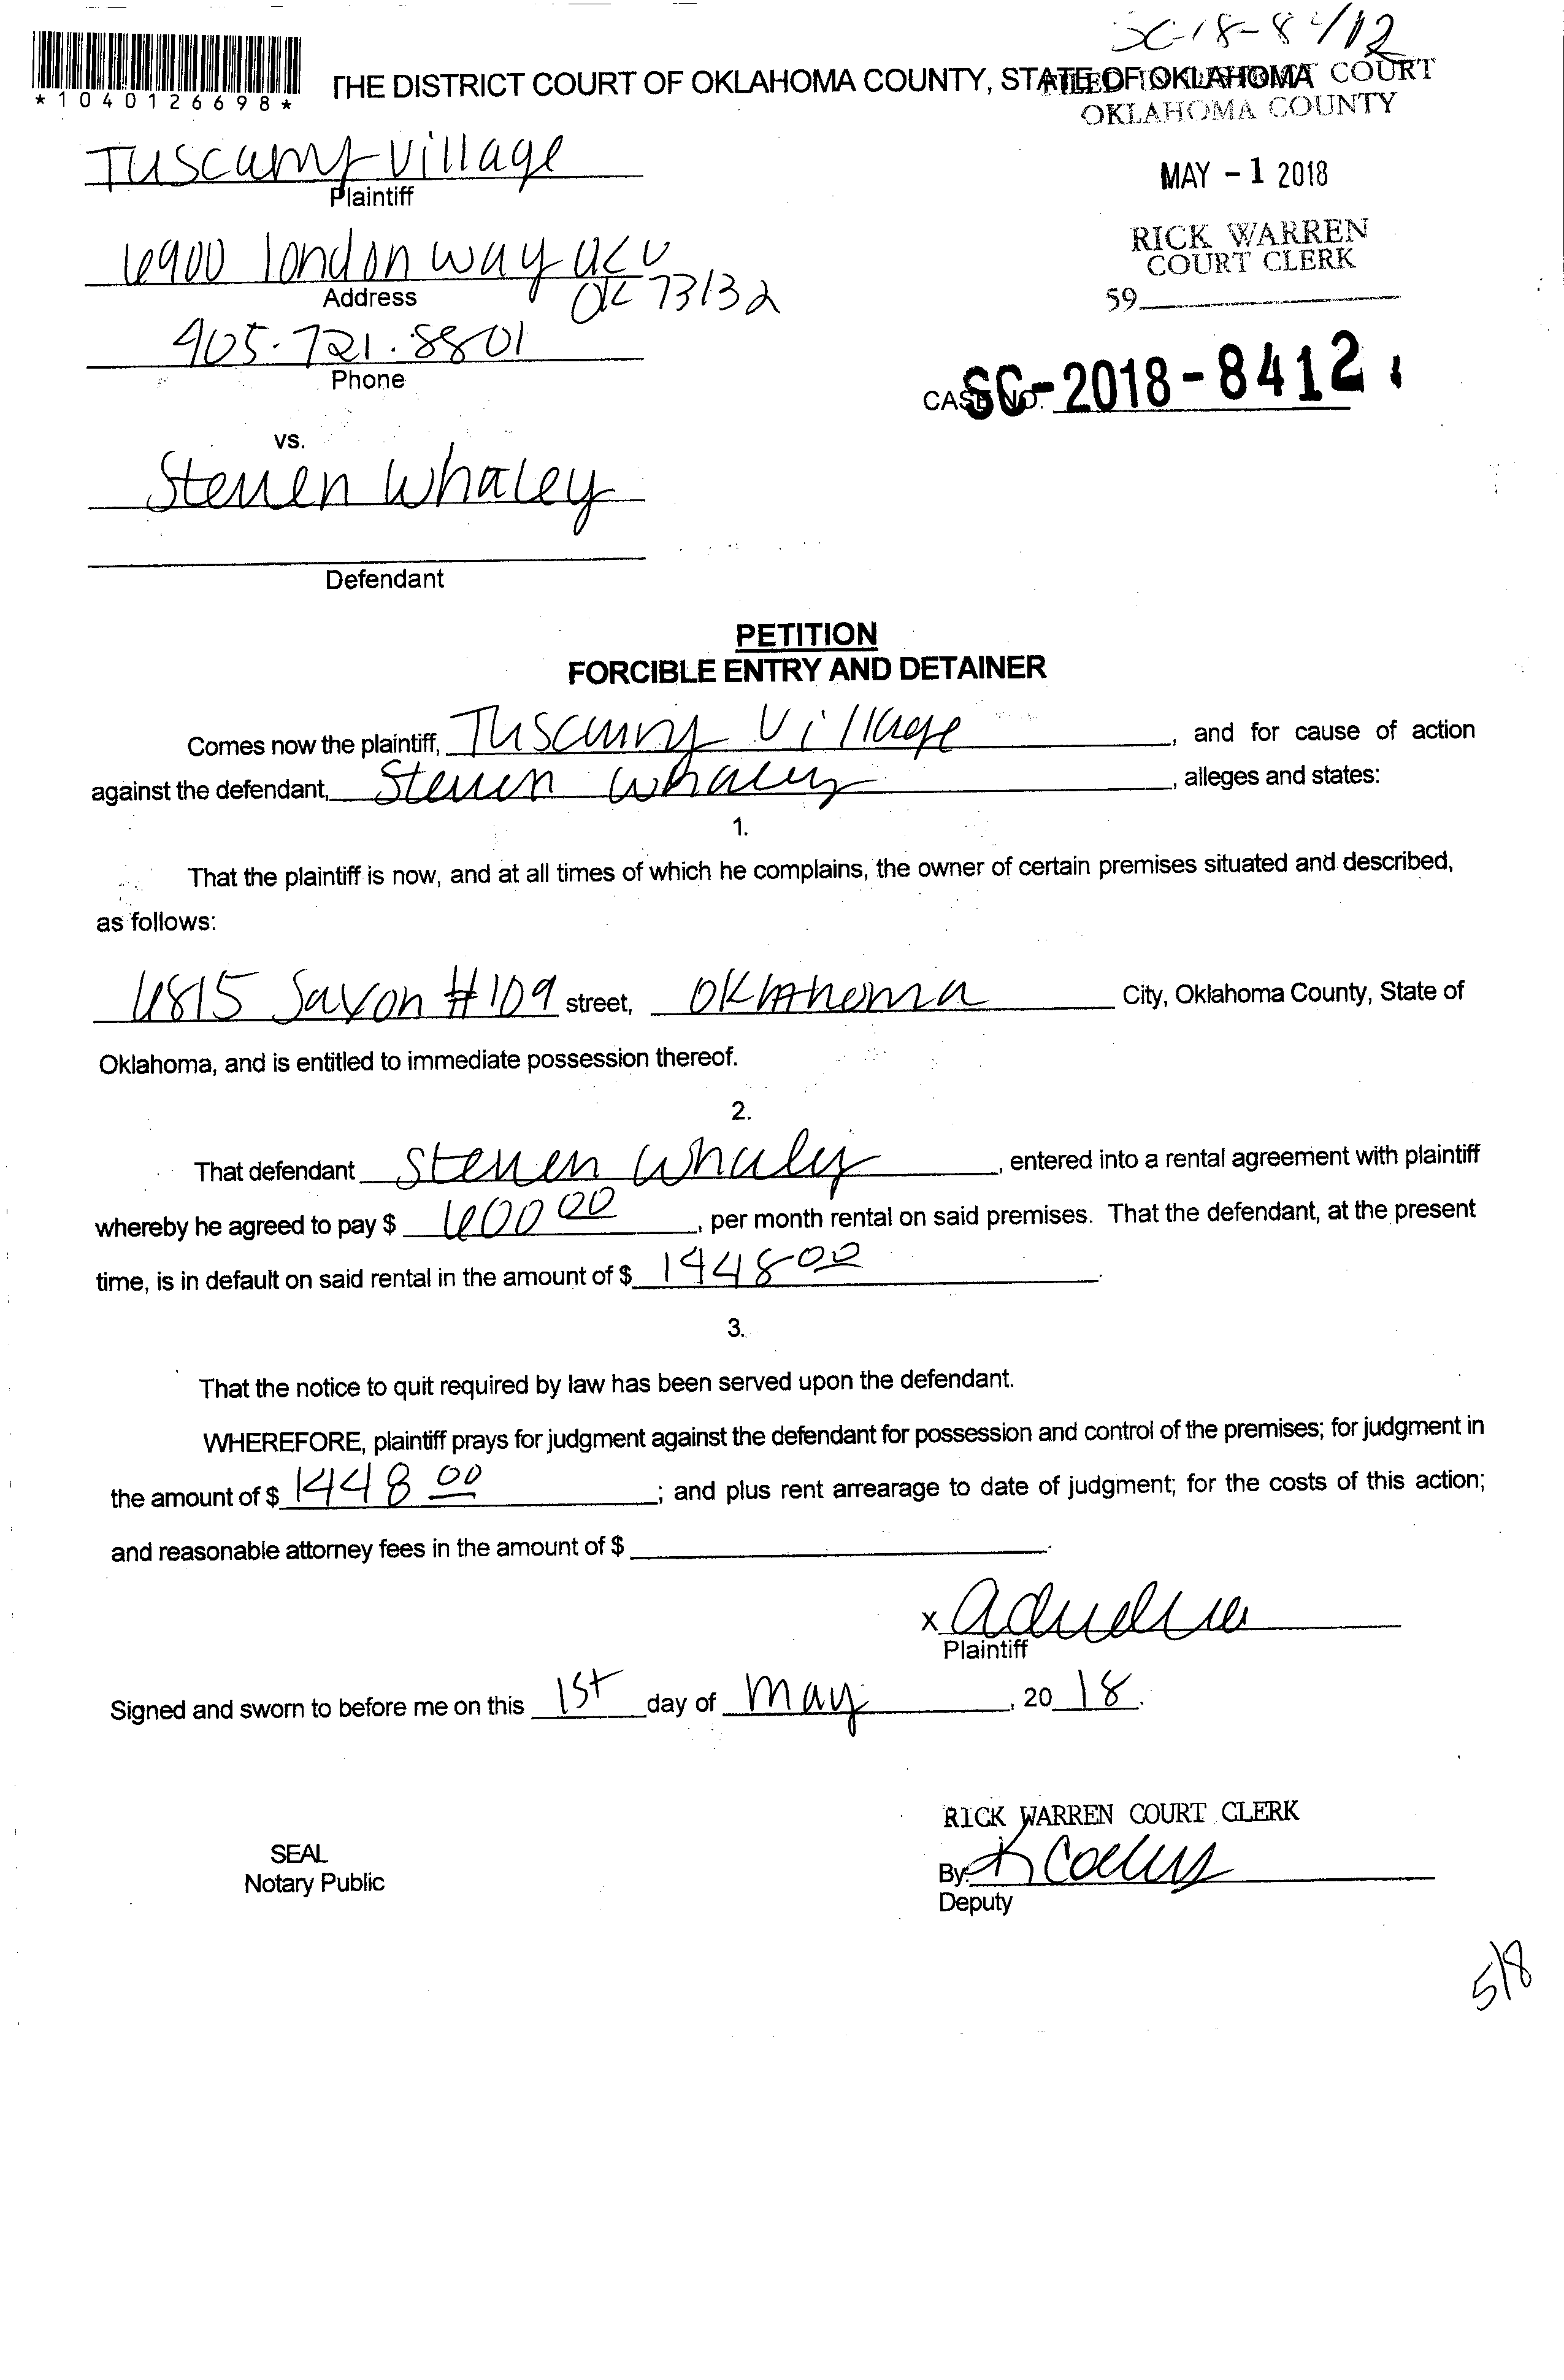 SC-18-8412
THE DISTRICT COURT OF OKLAHOMA COUNTY, STATE OF OKLAHOMA
COURT
OKLAHOMA COUNTY
*1040126698*
Tuscany Village
Plaintiff
MAY -1 2018
6900 london way
OK 73132
Address
RICK WARREN
COURT CLERK
59
405.721.8801
Phone
CASE NO. SC-2018-8412
vs.
Steven Whaley
Defendant
PETITION
FORCIBLE ENTRY AND DETAINER
Comes now the plaintiff, Tuscany Village, and for cause of action
against the defendant, Steven Whaley, alleges and states:
1.
That the plaintiff is now, and at all times of which he complains, the owner of certain premises situated and described,
as follows:
6815 Saxon #109 street, Oklahoma City, Oklahoma County, State of
Oklahoma, and is entitled to immediate possession thereof.
2.
That defendant Steven Whaley, entered into a rental agreement with plaintiff
whereby he agreed to pay $ 600 00, per month rental on said premises. That the defendant, at the present
time, is in default on said rental in the amount of $ 1448 00.
3.
That the notice to quit required by law has been served upon the defendant.
WHEREFORE, plaintiff prays for judgment against the defendant for possession and control of the premises; for judgment in
the amount of $ 1448 00; and plus rent arrearage to date of judgment; for the costs of this action;
and reasonable attorney fees in the amount of $
x
Plaintiff
Signed and sworn to before me on this 1st day of May, 20 18.
RICK WARREN COURT CLERK
SEAL
Notary Public
By:
Deputy
5/8